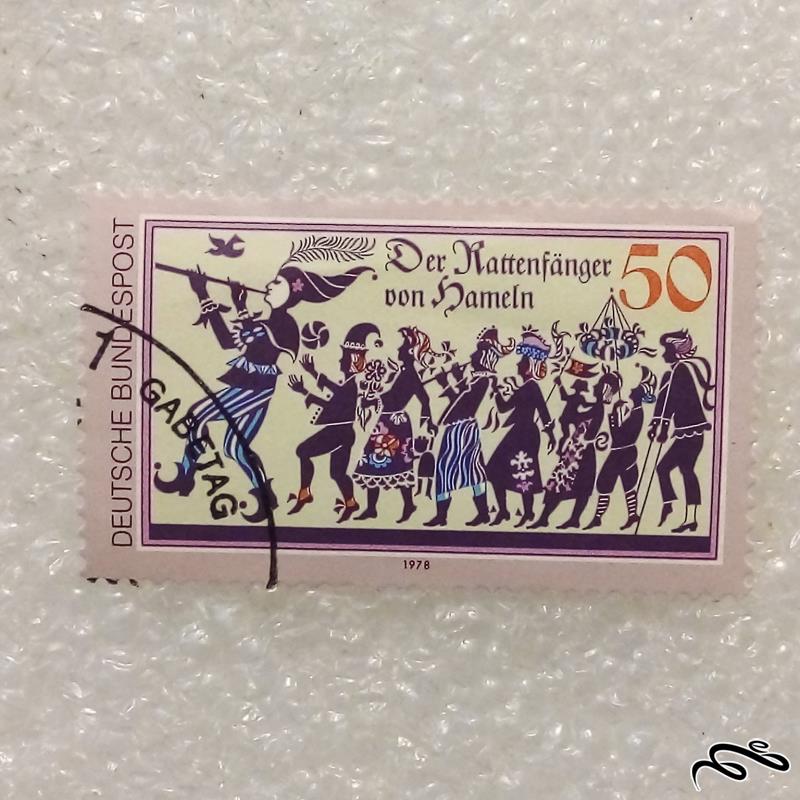 DEUTSCHE BUNDESPOST
Der Rattenfänger
von Hameln
50
1978
GABETAG